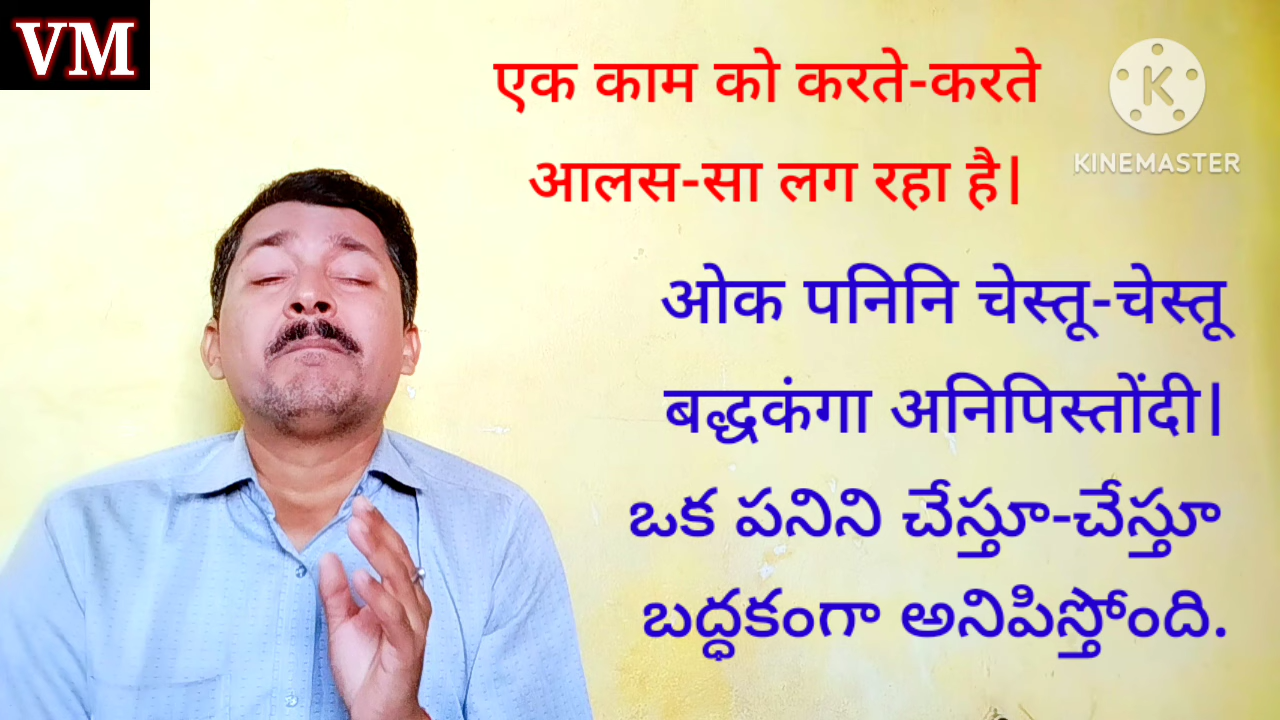 VM
एक काम को करते-करते
आलस-सा लग रहा है।
K
KINEMASTER
ओक पनिनि चेस्तू-चेस्तू
बद्धकंगा अनिपिस्तोंदी।
ఒక పనిని చేస్తూ-చేస్తూ
బద్ధకంగా అనిపిస్తోంది.